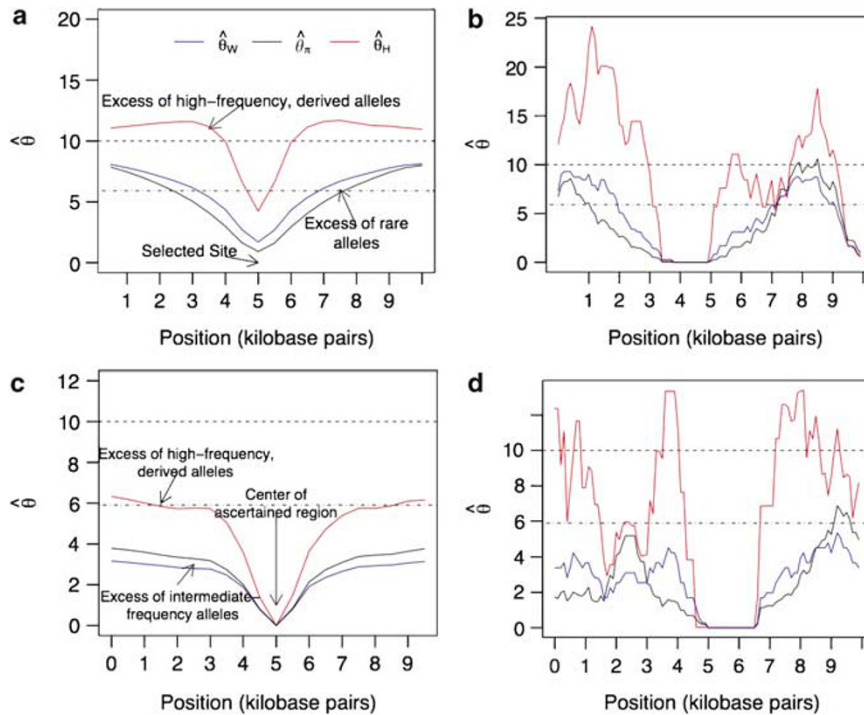 a
20
15
10
5
0
θ̂
θ̂W θ̂π θ̂H
Excess of high-frequency, derived alleles
Excess of rare
alleles
Selected Site
1 2 3 4 5 6 7 8 9
Position (kilobase pairs)
b
25
20
15
10
5
0
θ̂
1 2 3 4 5 6 7 8 9
Position (kilobase pairs)
c
12
10
8
6
4
2
0
θ̂
Excess of high-frequency,
derived alleles
Center of
ascertained region
Excess of intermediate-
frequency alleles
0 1 2 3 4 5 6 7 8 9
Position (kilobase pairs)
d
10
8
6
4
2
0
θ̂
0 1 2 3 4 5 6 7 8 9
Position (kilobase pairs)